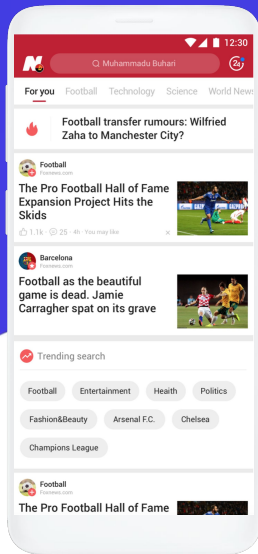 12:30
N
Muhammadu Buhari
24
For you Football Technology Science World News
Football transfer rumours: Wilfried
Zaha to Manchester City?
Football
Foxnews.com
The Pro Football Hall of Fame
Expansion Project Hits the
Skids
1.1k · 25 · 4h · You may like ×
Barcelona
Foxnews.com
Football as the beautiful
game is dead. Jamie
Carragher spat on its grave
Trending search
Football Entertainment Health Politics
Fashion&Beauty Arsenal F.C. Chelsea
Champions League
Football
Foxnews.com
The Pro Football Hall of Fame